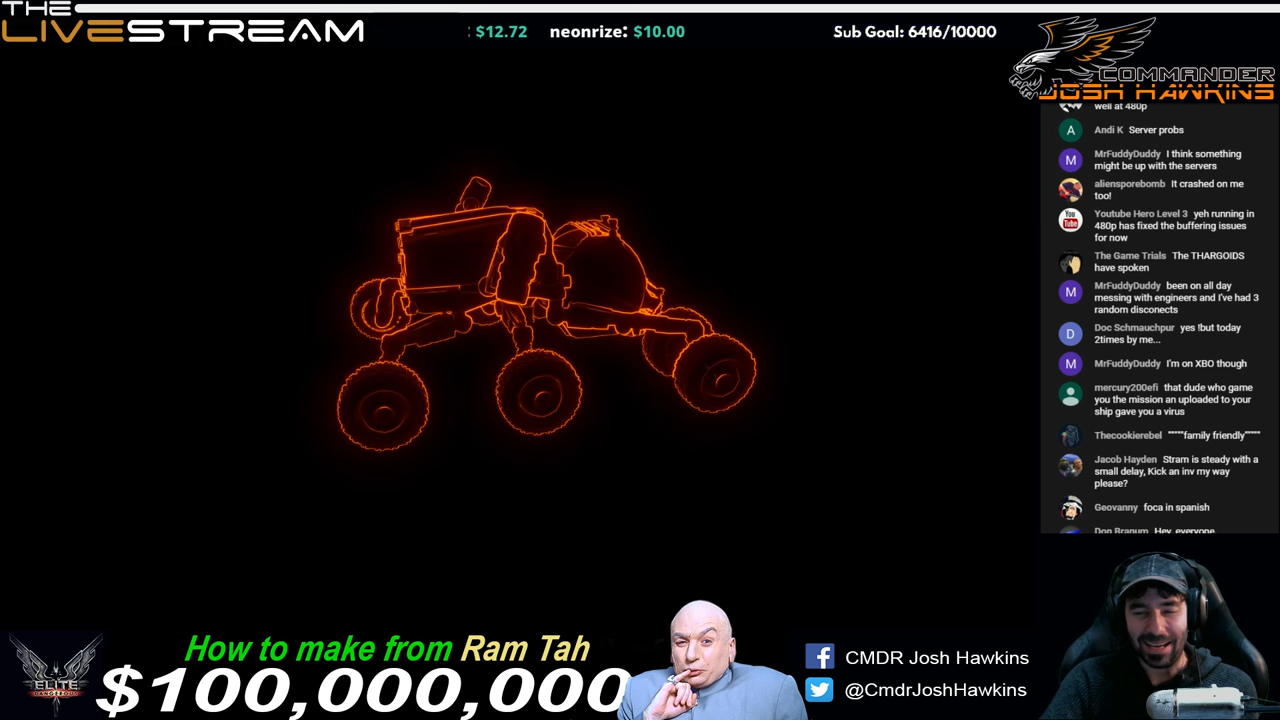 THE
LIVESTREAM
: $12.72 neonrize: $10.00
Sub Goal: 6416/10000
COMMANDER
JOSH HAWKINS
well at 480p
A Andi K Server probs
M MrFuddyDuddy I think something
might be up with the servers
aliensporebomb It crashed on me
too!
You Tube Youtube Hero Level 3 yeh running in
480p has fixed the buffering issues
for now
The Game Trials The THARGOIDS
have spoken
M MrFuddyDuddy been on all day
messing with engineers and I've had 3
random disconects
D Doc Schmauchpur yes !but today
2times by me...
M MrFuddyDuddy I'm on XBO though
mercury200efi that dude who game
you the mission an uploaded to your
ship gave you a virus
Thecookierebel """"family friendly""""
Jacob Hayden Stram is steady with a
small delay, Kick an inv my way
please?
Geovanny foca in spanish
Don Branum Hey, everyone
ELITE
DANGEROUS
How to make from Ram Tah
$100,000,000
f CMDR Josh Hawkins
@CmdrJoshHawkins